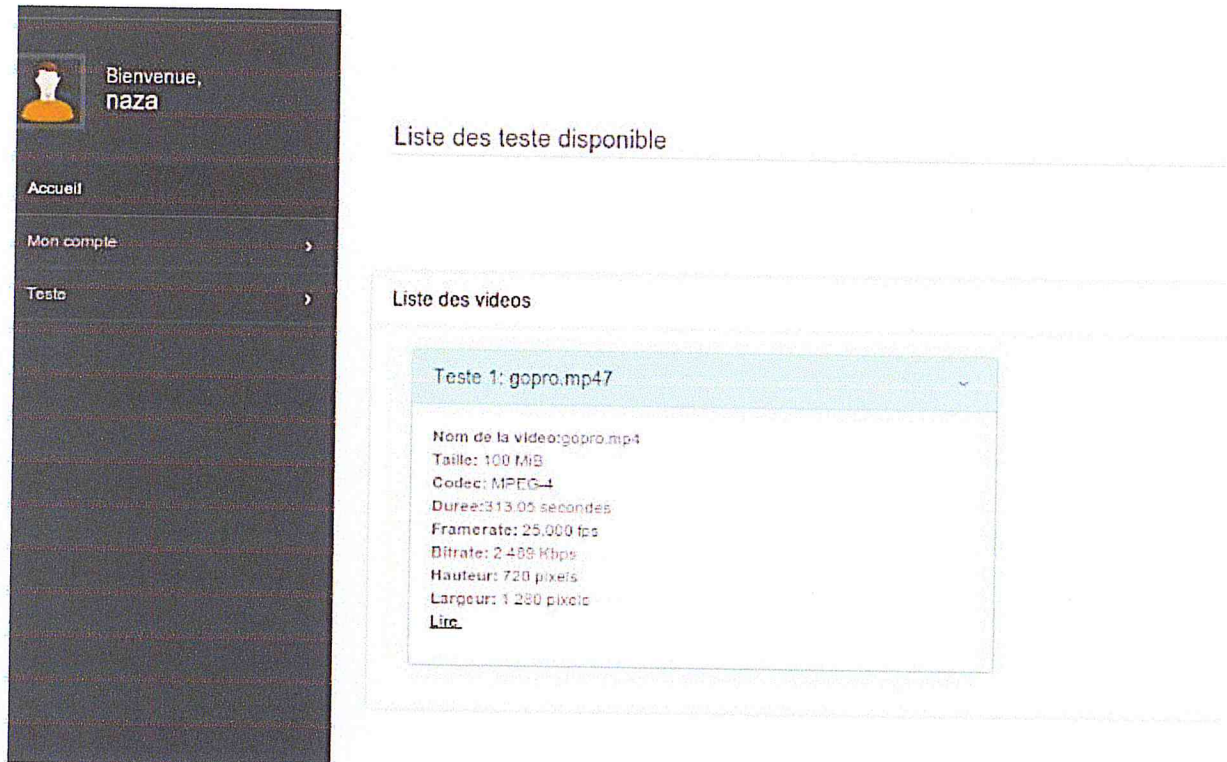 Bienvenue,
naza
Accueil
Mon compte
Teste
Liste des teste disponible
Liste des videos
Teste 1: gopro.mp47
Nom de la video:gopro.mp4
Taille: 100 MiB
Codec: MPEG-4
Duree:313.05 secondes
Framerate: 25.000 fps
Bitrate: 2 489 Kbps
Hauteur: 720 pixels
Largeur: 1 280 pixels
Lire